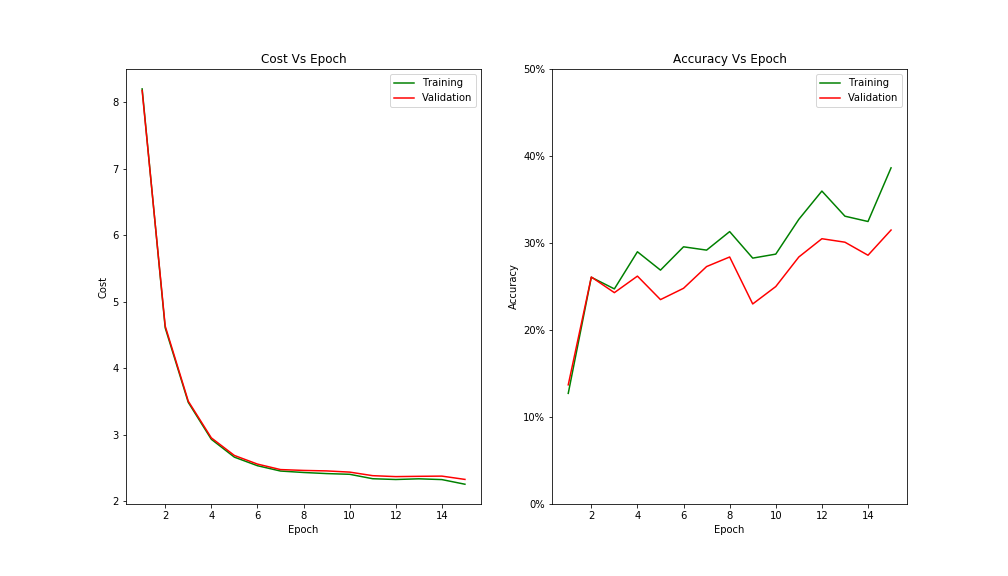 Cost Vs Epoch
Training
Validation
8
7
6
5
4
3
2
Cost
2
4
6
8
10
12
14
Epoch
Accuracy Vs Epoch
Training
Validation
50%
40%
30%
20%
10%
0%
Accuracy
2
4
6
8
10
12
14
Epoch